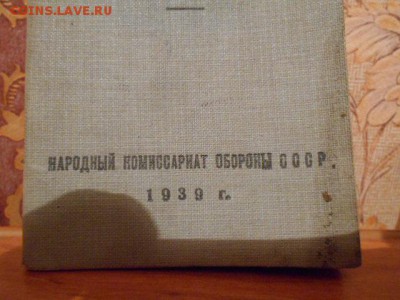 COINS.LAVE.RU
НАРОДНЫЙ КОМИССАРИАТ ОБОРОНЫ СССР.
1939 г.